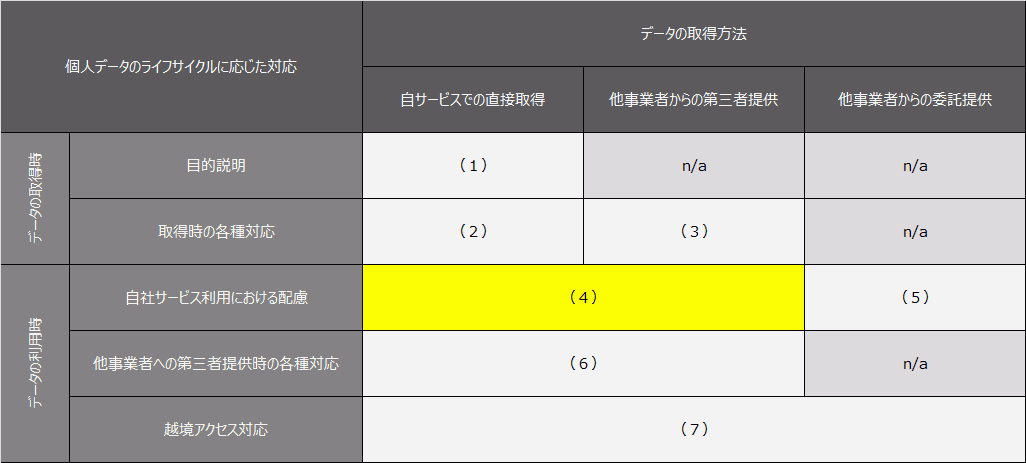 個人データのライフサイクルに応じた対応
データの取得方法
自サービスでの直接取得
他事業者からの第三者提供
他事業者からの委託提供
データの取得時
目的説明
（１）
n/a
n/a
取得時の各種対応
（２）
（３）
n/a
データの利用時
自社サービス利用における配慮
（４）
（５）
他事業者への第三者提供時の各種対応
（６）
n/a
越境アクセス対応
（７）